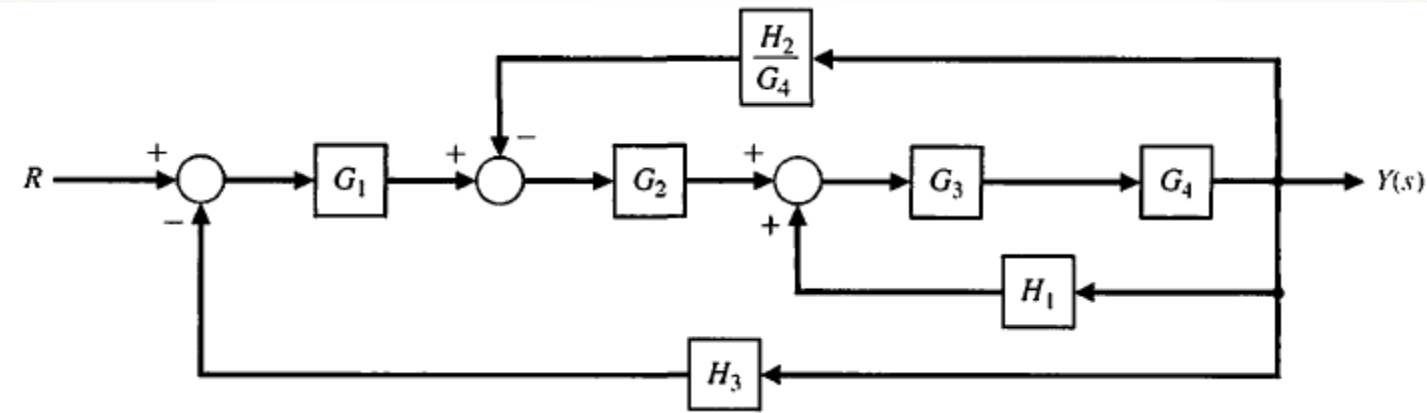 H₂
G₄
+ − + +
R G₁ G₂ G₃ G₄ Y(s)
− +
H₁
H₃